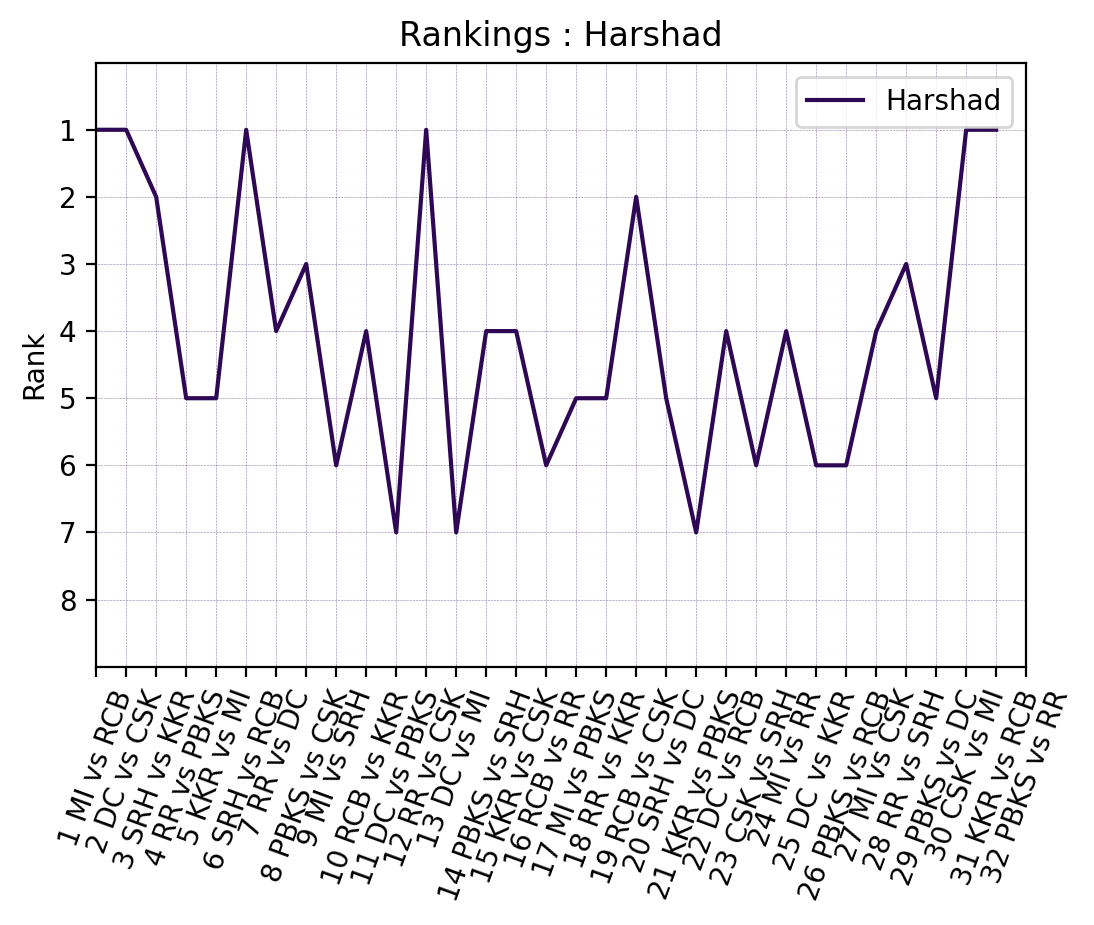 Rankings : Harshad
Harshad
Rank
1
2
3
4
5
6
7
8
1 MI vs RCB
2 DC vs CSK
3 SRH vs KKR
4 RR vs PBKS
5 KKR vs MI
6 SRH vs RCB
7 RR vs DC
8 PBKS vs CSK
9 MI vs SRH
10 RCB vs KKR
11 DC vs PBKS
12 RR vs CSK
13 DC vs MI
14 PBKS vs SRH
15 KKR vs CSK
16 RCB vs RR
17 MI vs PBKS
18 RR vs KKR
19 RCB vs CSK
20 SRH vs DC
21 KKR vs PBKS
22 DC vs RCB
23 CSK vs SRH
24 MI vs RR
25 DC vs KKR
26 PBKS vs RCB
27 MI vs CSK
28 RR vs SRH
29 PBKS vs DC
30 CSK vs MI
31 KKR vs RCB
32 PBKS vs RR